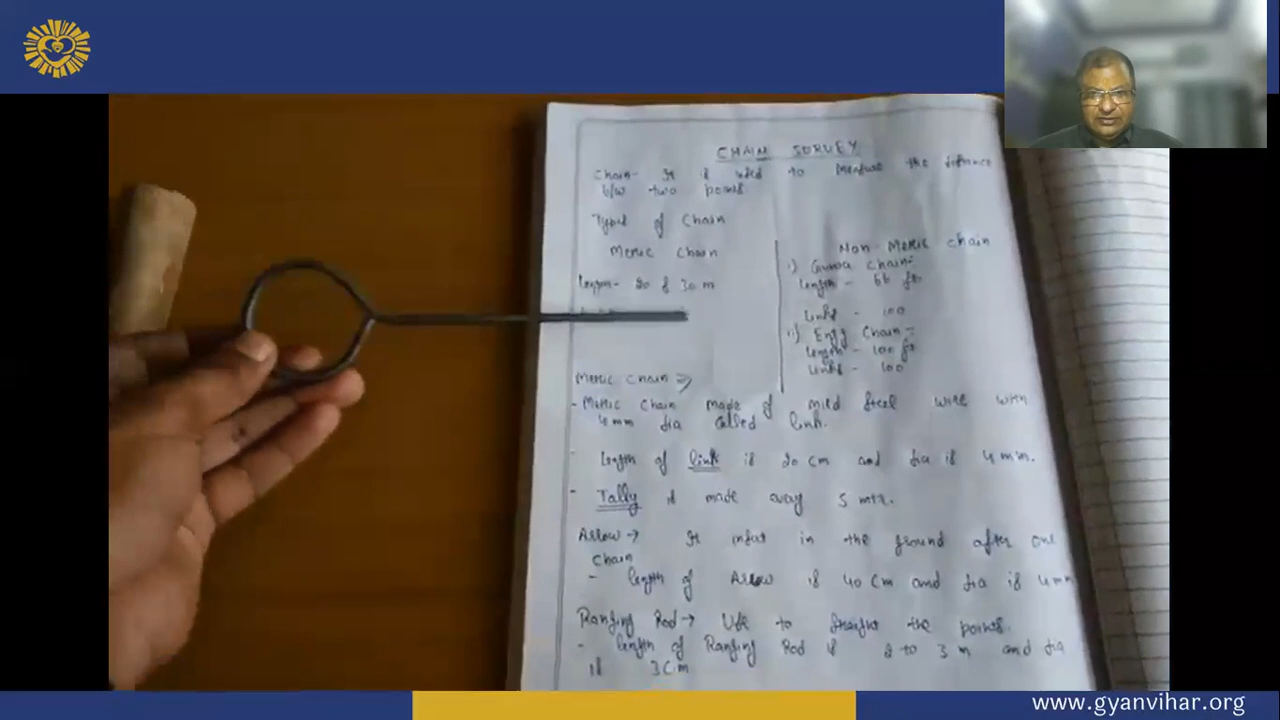 CHAIN SURVEY
Chain- It is used to measure the distance
b/w two points
Types of Chain
Metric Chain
Non-Metric chain
length- 20 & 30 m
i) Gunter Chain-
length - 66 ft
Links - 100
ii) Engg Chain-
length - 100 ft
Links - 100
Metric Chain ⇒
- Metric Chain made of mild steel wire with
4 mm dia called link.
- Length of link is 20 cm and dia is 4 mm.
- Tally is made every 5 mtr.
Arrow → It in the ground after one
chain
- length of Arrow is 40 cm and dia is 4 mm
Ranging Rod → Use to straight the points.
- length of Ranging Rod is 2 to 3 m and dia
is 3 cm
www.gyanvihar.org